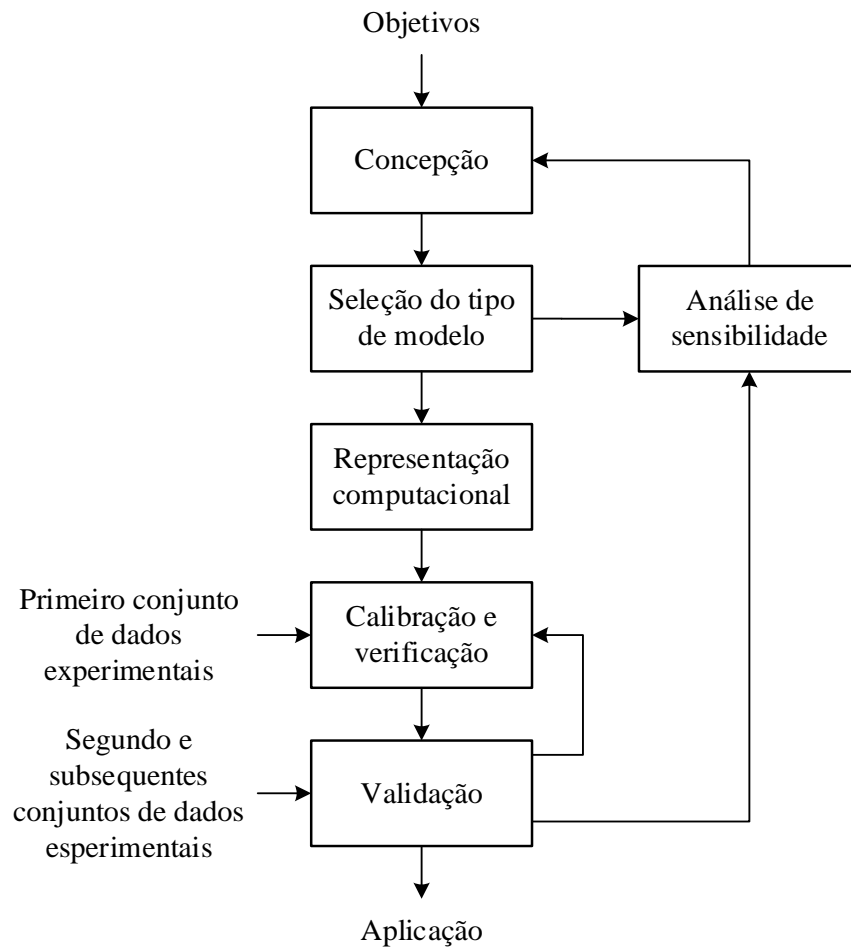 Objetivos
Concepção
Seleção do tipo
de modelo
Análise de
sensibilidade
Representação
computacional
Primeiro conjunto
de dados
experimentais
Calibração e
verificação
Segundo e
subsequentes
conjuntos de dados
esperimentais
Validação
Aplicação